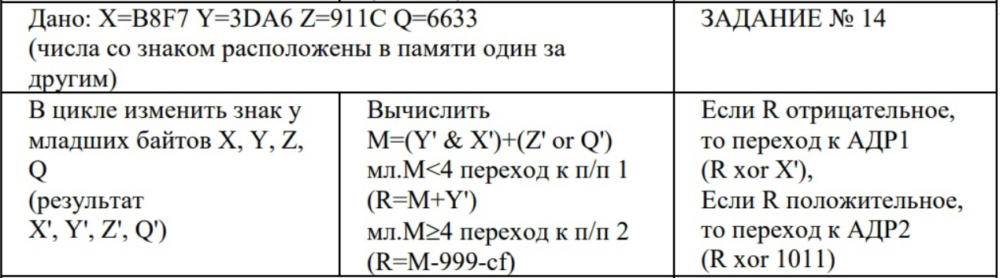 Дано: X=B8F7 Y=3DA6 Z=911C Q=6633
(числа со знаком расположены в памяти один за
другим)
ЗАДАНИЕ № 14
В цикле изменить знак у
младших байтов X, Y, Z,
Q
(результат
X', Y', Z', Q')
Вычислить
M=(Y' & X')+(Z' or Q')
мл.M<4 переход к п/п 1
(R=M+Y')
мл.M≥4 переход к п/п 2
(R=M-999-cf)
Если R отрицательное,
то переход к АДР1
(R xor X'),
Если R положительное,
то переход к АДР2
(R xor 1011)